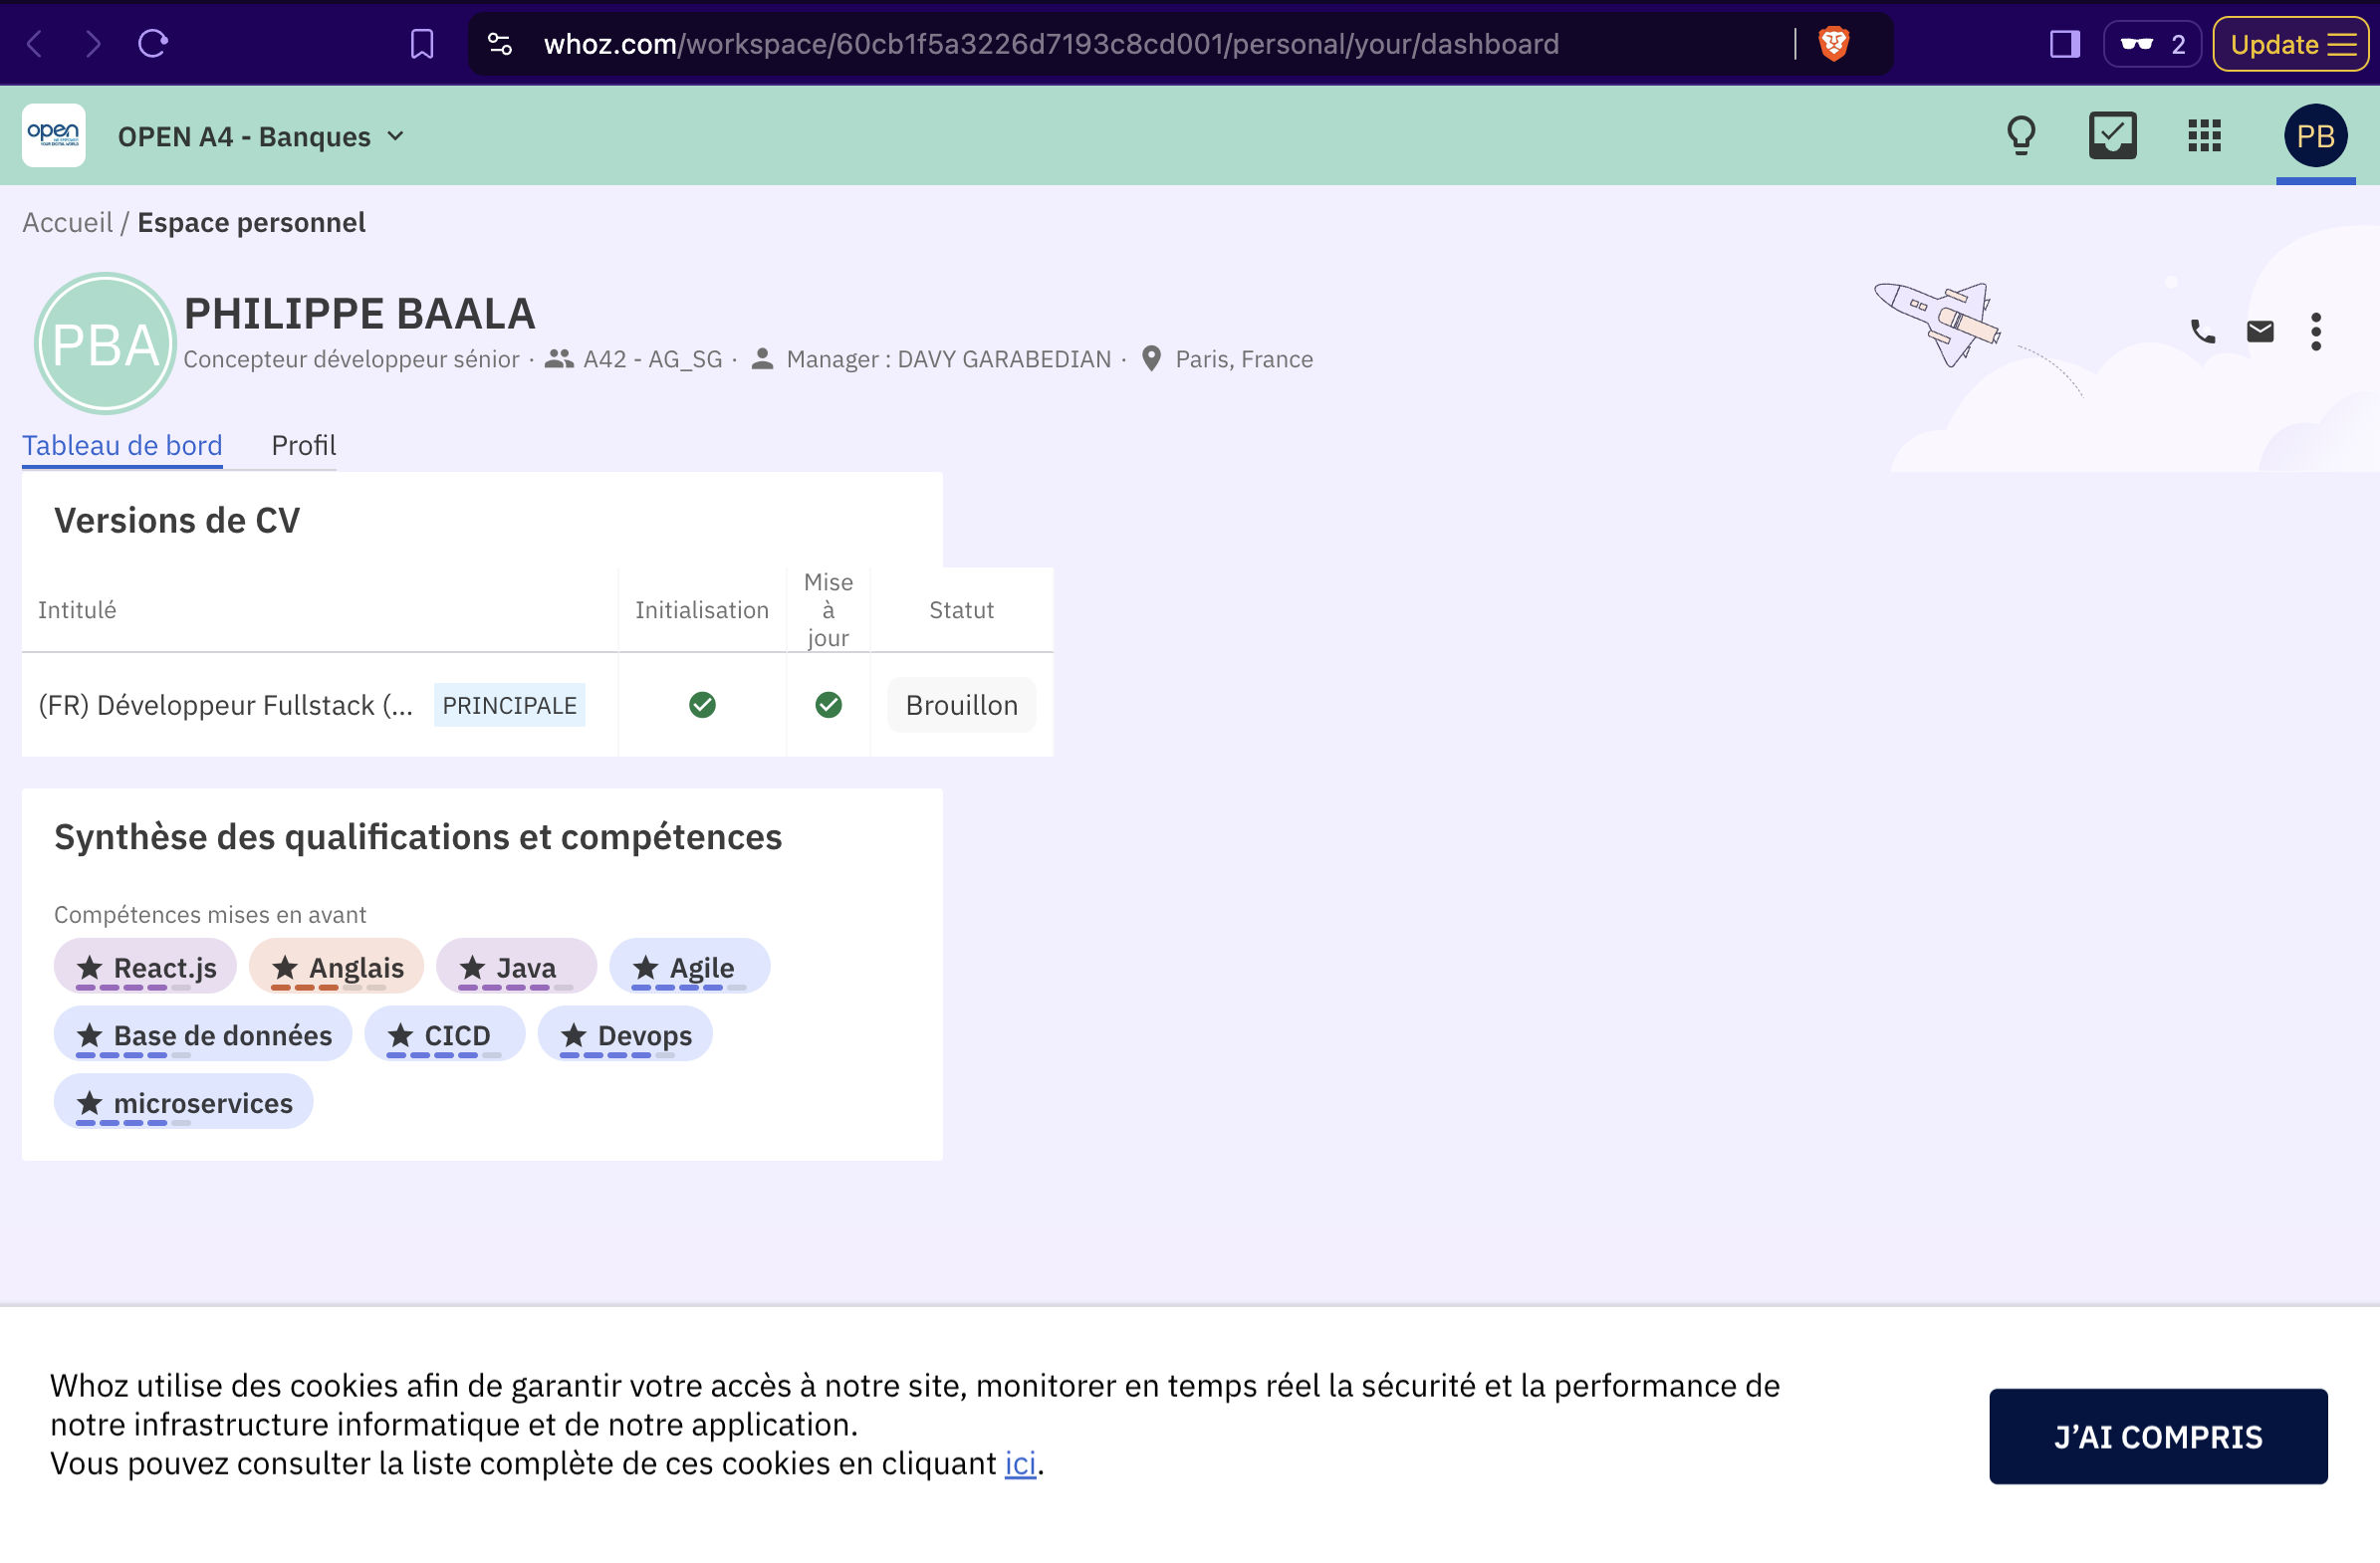 whoz.com/workspace/60cb1f5a3226d7193c8cd001/personal/your/dashboard
2
Update
open
OPEN A4 - Banques
PB
Accueil / Espace personnel
PBA
PHILIPPE BAALA
Concepteur développeur sénior · A42 - AG_SG · Manager : DAVY GARABEDIAN · Paris, France
Tableau de bord
Profil
Versions de CV
Intitulé
Initialisation
Mise
à
jour
Statut
(FR) Développeur Fullstack (...
PRINCIPALE
Brouillon
Synthèse des qualifications et compétences
Compétences mises en avant
React.js
Anglais
Java
Agile
Base de données
CICD
Devops
microservices
Whoz utilise des cookies afin de garantir votre accès à notre site, monitorer en temps réel la sécurité et la performance de
notre infrastructure informatique et de notre application.
Vous pouvez consulter la liste complète de ces cookies en cliquant ici.
J’AI COMPRIS